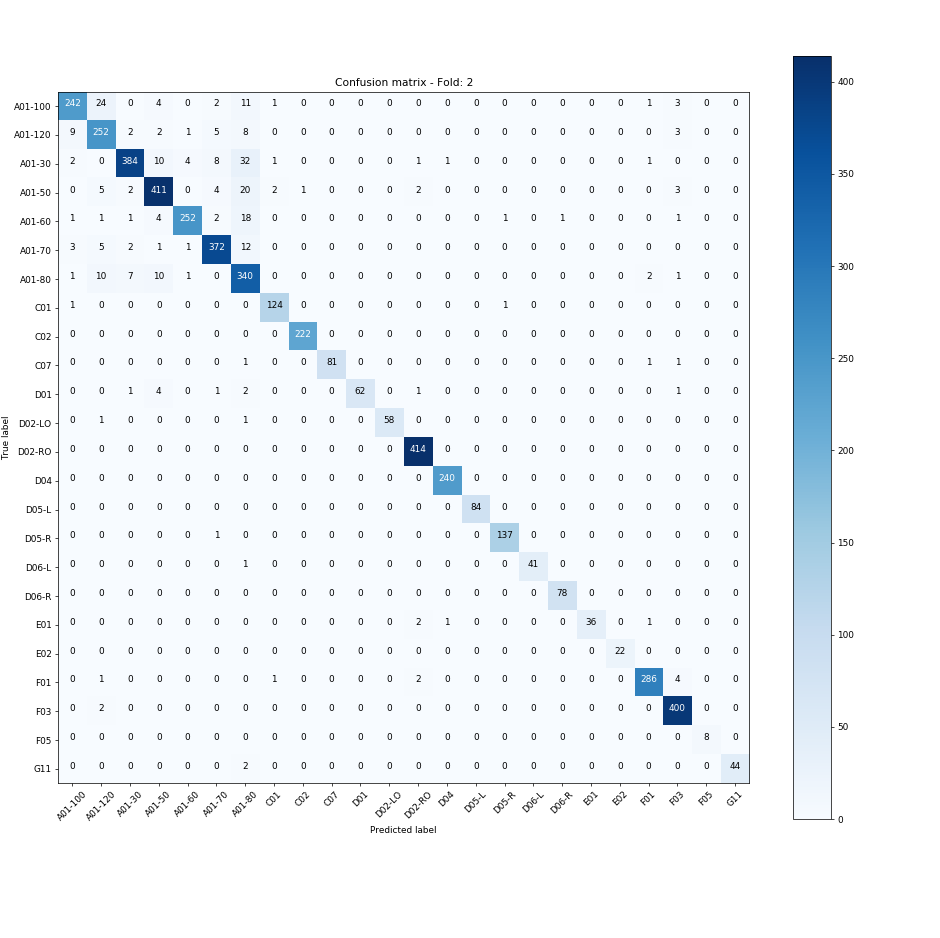 Confusion matrix - Fold: 2
A01-100 242 24 0 4 0 2 11 1 0 0 0 0 0 0 0 0 0 0 0 0 1 3 0 0
A01-120 9 252 2 2 1 5 8 0 0 0 0 0 0 0 0 0 0 0 0 0 0 3 0 0
A01-30 2 0 384 10 4 8 32 1 0 0 0 0 1 1 0 0 0 0 0 0 1 0 0 0
A01-50 0 5 2 411 0 4 20 2 1 0 0 0 2 0 0 0 0 0 0 0 0 3 0 0
A01-60 1 1 1 4 252 2 18 0 0 0 0 0 0 0 0 1 0 1 0 0 0 1 0 0
A01-70 3 5 2 1 1 372 12 0 0 0 0 0 0 0 0 0 0 0 0 0 0 0 0 0
A01-80 1 10 7 10 1 0 340 0 0 0 0 0 0 0 0 0 0 0 0 0 2 1 0 0
C01 1 0 0 0 0 0 0 124 0 0 0 0 0 0 0 1 0 0 0 0 0 0 0 0
C02 0 0 0 0 0 0 0 0 222 0 0 0 0 0 0 0 0 0 0 0 0 0 0 0
C07 0 0 0 0 0 0 1 0 0 81 0 0 0 0 0 0 0 0 0 0 1 1 0 0
D01 0 0 1 4 0 1 2 0 0 0 62 0 1 0 0 0 0 0 0 0 0 1 0 0
D02-LO 0 1 0 0 0 0 1 0 0 0 0 58 0 0 0 0 0 0 0 0 0 0 0 0
D02-RO 0 0 0 0 0 0 0 0 0 0 0 0 414 0 0 0 0 0 0 0 0 0 0 0
D04 0 0 0 0 0 0 0 0 0 0 0 0 0 240 0 0 0 0 0 0 0 0 0 0
D05-L 0 0 0 0 0 0 0 0 0 0 0 0 0 0 84 0 0 0 0 0 0 0 0 0
D05-R 0 0 0 0 0 1 0 0 0 0 0 0 0 0 0 137 0 0 0 0 0 0 0 0
D06-L 0 0 0 0 0 0 1 0 0 0 0 0 0 0 0 0 41 0 0 0 0 0 0 0
D06-R 0 0 0 0 0 0 0 0 0 0 0 0 0 0 0 0 0 78 0 0 0 0 0 0
E01 0 0 0 0 0 0 0 0 0 0 0 0 2 1 0 0 0 0 36 0 1 0 0 0
E02 0 0 0 0 0 0 0 0 0 0 0 0 0 0 0 0 0 0 0 22 0 0 0 0
F01 0 1 0 0 0 0 0 1 0 0 0 0 2 0 0 0 0 0 0 0 286 4 0 0
F03 0 2 0 0 0 0 0 0 0 0 0 0 0 0 0 0 0 0 0 0 0 400 0 0
F05 0 0 0 0 0 0 0 0 0 0 0 0 0 0 0 0 0 0 0 0 0 0 8 0
G11 0 0 0 0 0 0 2 0 0 0 0 0 0 0 0 0 0 0 0 0 0 0 0 44
True label
A01-100 A01-120 A01-30 A01-50 A01-60 A01-70 A01-80 C01 C02 C07 D01 D02-LO D02-RO D04 D05-L D05-R D06-L D06-R E01 E02 F01 F03 F05 G11
Predicted label
400
350
300
250
200
150
100
50
0